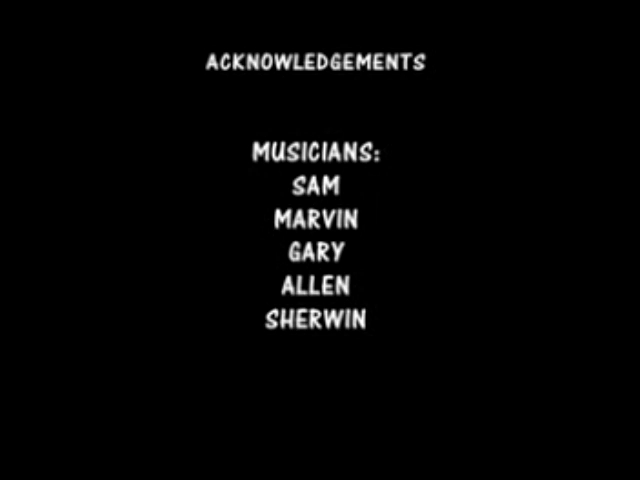 ACKNOWLEDGEMENTS
MUSICIANS:
SAM
MARVIN
GARY
ALLEN
SHERWIN